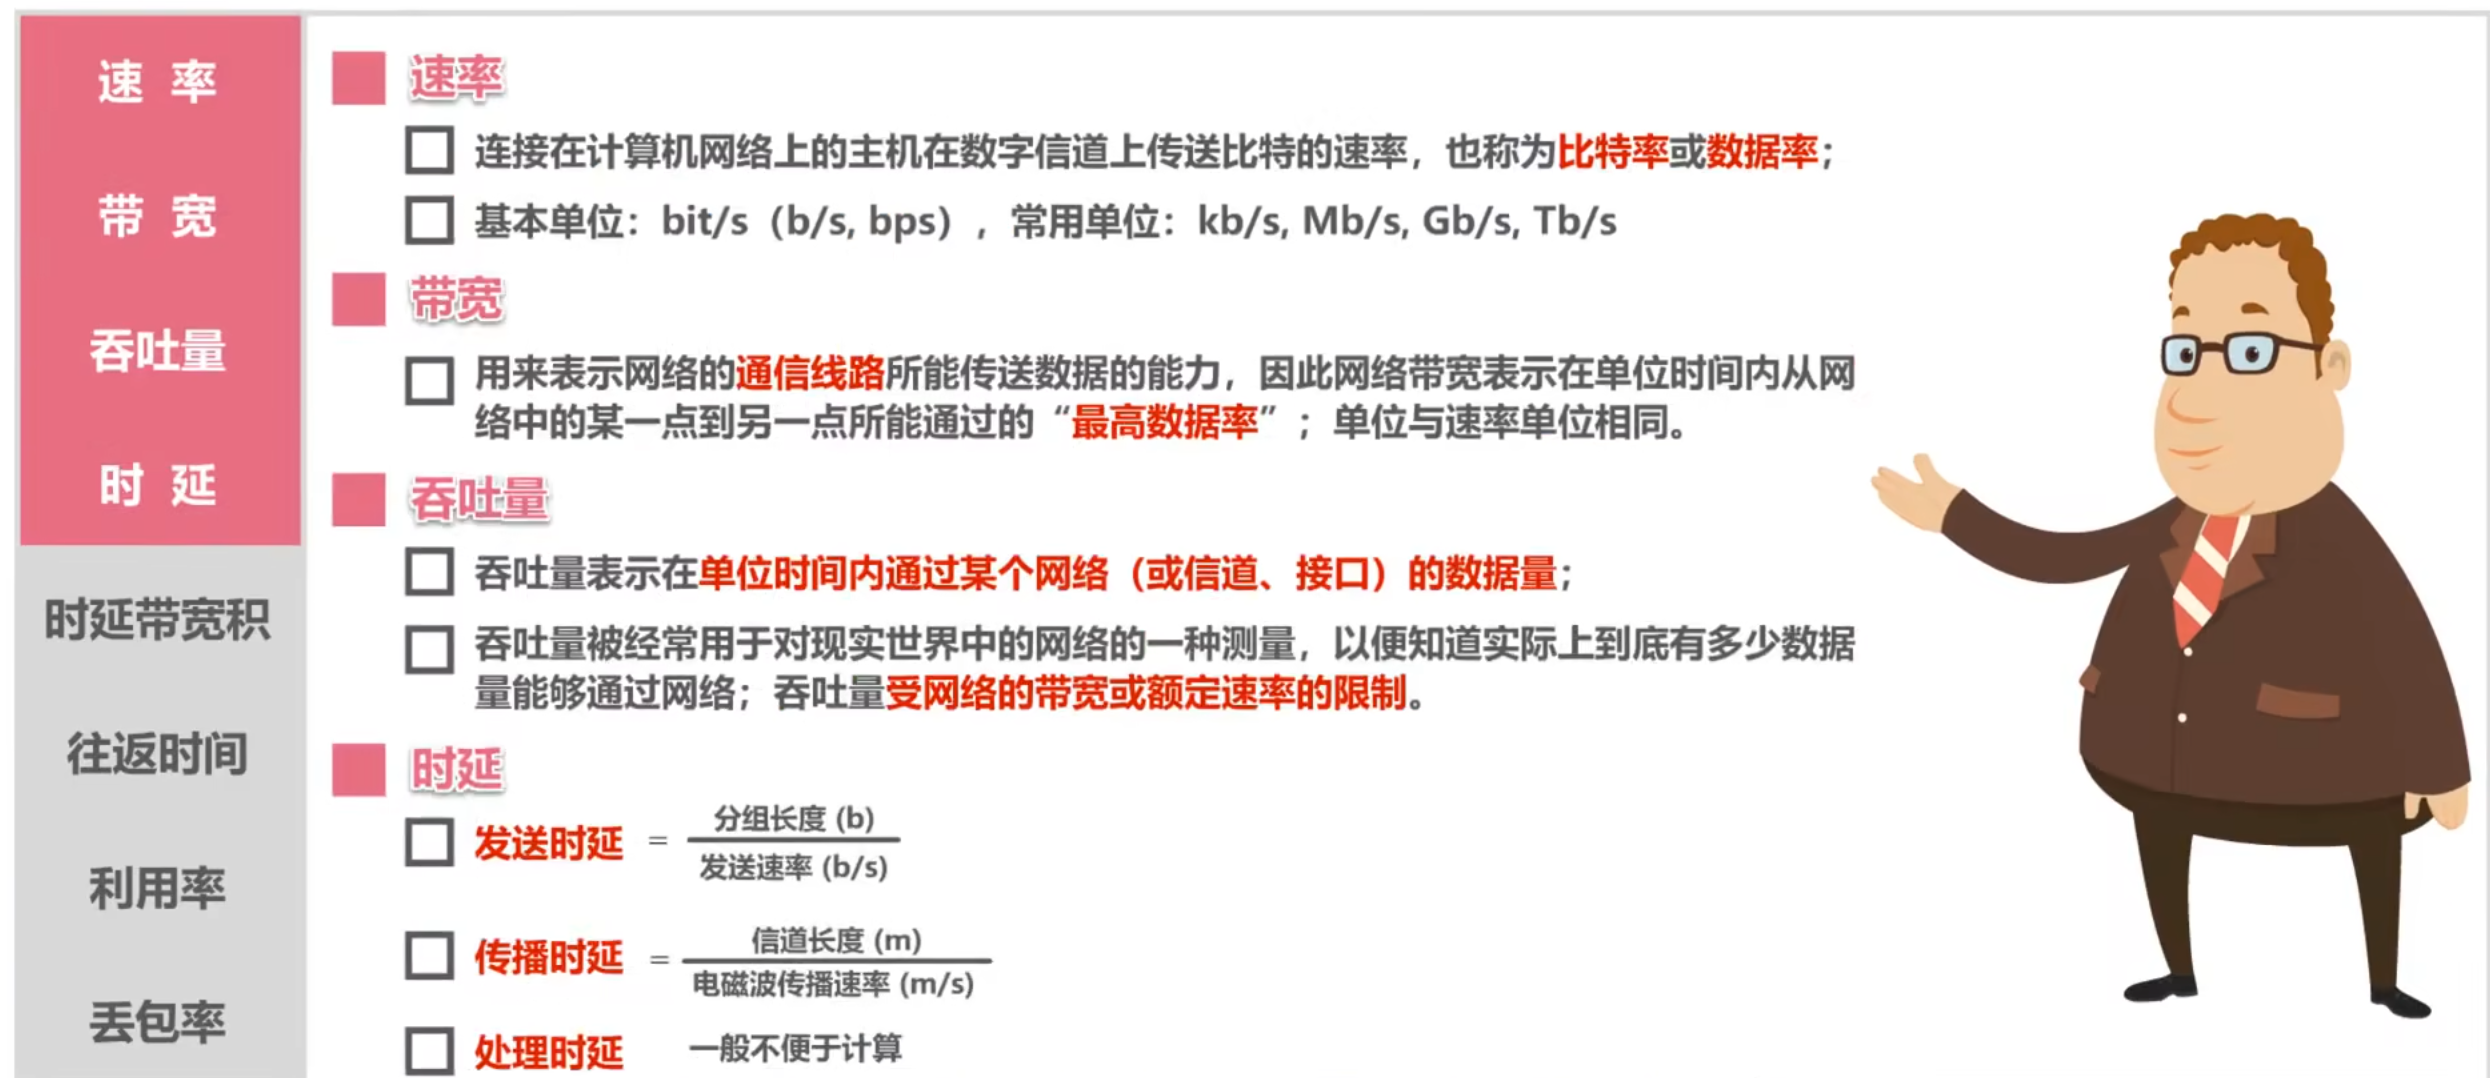 速 率
带 宽
吞吐量
时 延
时延带宽积
往返时间
利用率
丢包率
速率
连接在计算机网络上的主机在数字信道上传送比特的速率，也称为比特率或数据率；
基本单位：bit/s（b/s, bps），常用单位：kb/s, Mb/s, Gb/s, Tb/s
带宽
用来表示网络的通信线路所能传送数据的能力，因此网络带宽表示在单位时间内从网
络中的某一点到另一点所能通过的“最高数据率”；单位与速率单位相同。
吞吐量
吞吐量表示在单位时间内通过某个网络（或信道、接口）的数据量；
吞吐量被经常用于对现实世界中的网络的一种测量，以便知道实际上到底有多少数据
量能够通过网络；吞吐量受网络的带宽或额定速率的限制。
时延
发送时延 = 分组长度 (b)
发送速率 (b/s)
传播时延 = 信道长度 (m)
电磁波传播速率 (m/s)
处理时延 一般不便于计算